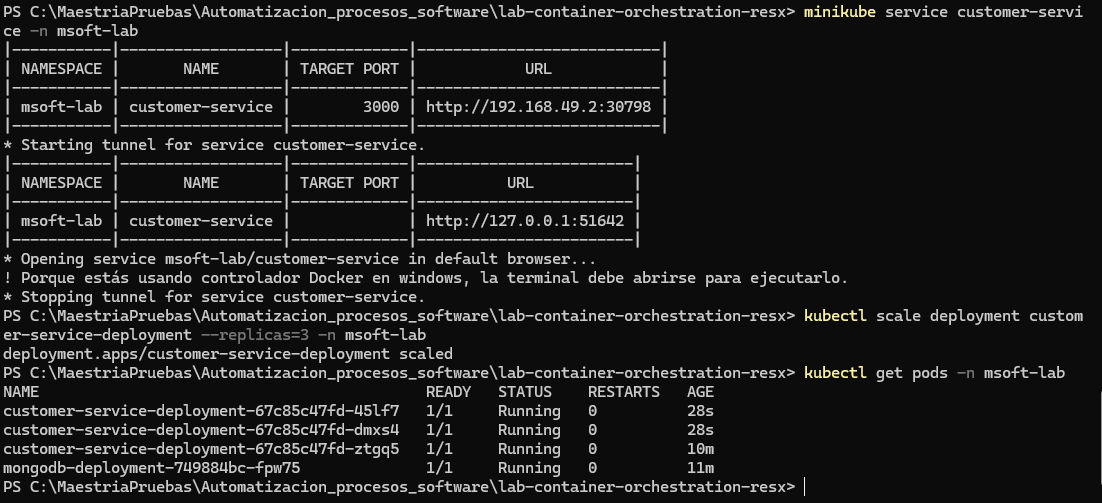 PS C:\MaestriaPruebas\Automatizacion_procesos_software\lab-container-orchestration-resx> minikube service customer-servi
ce -n msoft-lab
|-----------|------------------|-------------|---------------------------|
| NAMESPACE |       NAME       | TARGET PORT |            URL            |
|-----------|------------------|-------------|---------------------------|
| msoft-lab | customer-service |        3000 | http://192.168.49.2:30798 |
|-----------|------------------|-------------|---------------------------|
* Starting tunnel for service customer-service.
|-----------|------------------|-------------|------------------------|
| NAMESPACE |       NAME       | TARGET PORT |          URL           |
|-----------|------------------|-------------|------------------------|
| msoft-lab | customer-service |             | http://127.0.0.1:51642 |
|-----------|------------------|-------------|------------------------|
* Opening service msoft-lab/customer-service in default browser...
! Porque estás usando controlador Docker en windows, la terminal debe abrirse para ejecutarlo.
* Stopping tunnel for service customer-service.
PS C:\MaestriaPruebas\Automatizacion_procesos_software\lab-container-orchestration-resx> kubectl scale deployment custom
er-service-deployment --replicas=3 -n msoft-lab
deployment.apps/customer-service-deployment scaled
PS C:\MaestriaPruebas\Automatizacion_procesos_software\lab-container-orchestration-resx> kubectl get pods -n msoft-lab
NAME                                           READY   STATUS    RESTARTS   AGE
customer-service-deployment-67c85c47fd-45lf7   1/1     Running   0          28s
customer-service-deployment-67c85c47fd-dmxs4   1/1     Running   0          28s
customer-service-deployment-67c85c47fd-ztgq5   1/1     Running   0          10m
mongodb-deployment-749884bc-fpw75              1/1     Running   0          11m
PS C:\MaestriaPruebas\Automatizacion_procesos_software\lab-container-orchestration-resx>